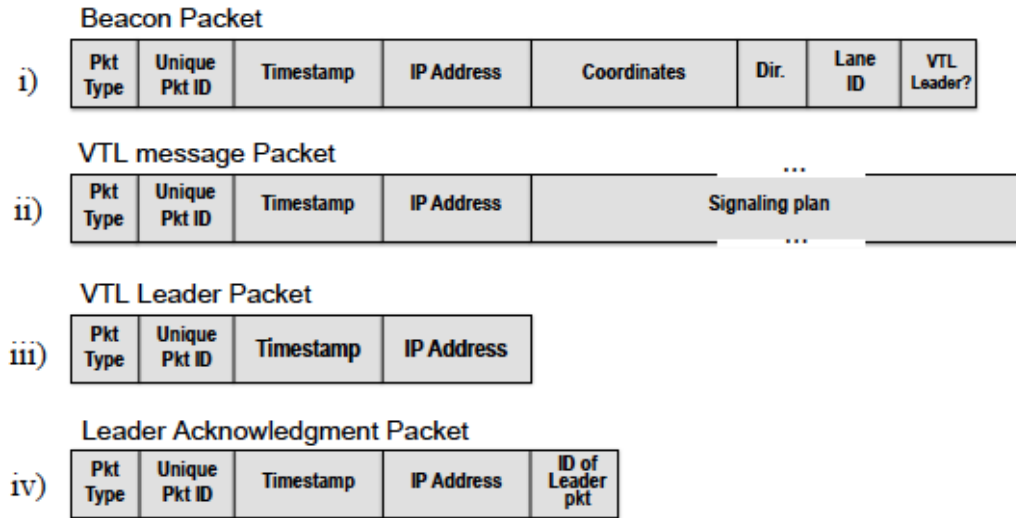 Beacon Packet
i)
Pkt Type
Unique Pkt ID
Timestamp
IP Address
Coordinates
Dir.
Lane ID
VTL Leader?
VTL message Packet
ii)
Pkt Type
Unique Pkt ID
Timestamp
IP Address
...
Signaling plan
...
VTL Leader Packet
iii)
Pkt Type
Unique Pkt ID
Timestamp
IP Address
Leader Acknowledgment Packet
iv)
Pkt Type
Unique Pkt ID
Timestamp
IP Address
ID of Leader pkt